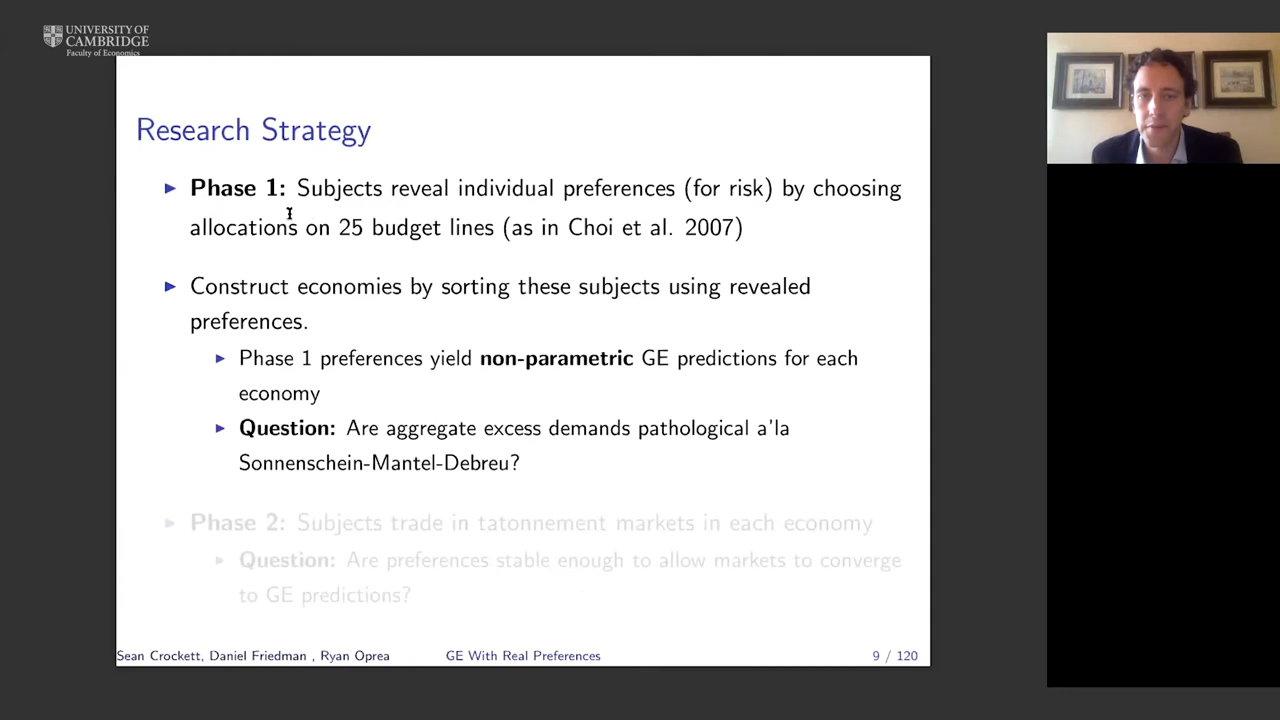 UNIVERSITY OF
CAMBRIDGE
Faculty of Economics
Research Strategy
Phase 1: Subjects reveal individual preferences (for risk) by choosing
allocations on 25 budget lines (as in Choi et al. 2007)
Construct economies by sorting these subjects using revealed
preferences.
Phase 1 preferences yield non-parametric GE predictions for each
economy
Question: Are aggregate excess demands pathological a'la
Sonnenschein-Mantel-Debreu?
Phase 2: Subjects trade in tatonnement markets in each economy
Question: Are preferences stable enough to allow markets to converge
to GE predictions?
Sean Crockett, Daniel Friedman , Ryan Oprea GE With Real Preferences 9 / 120